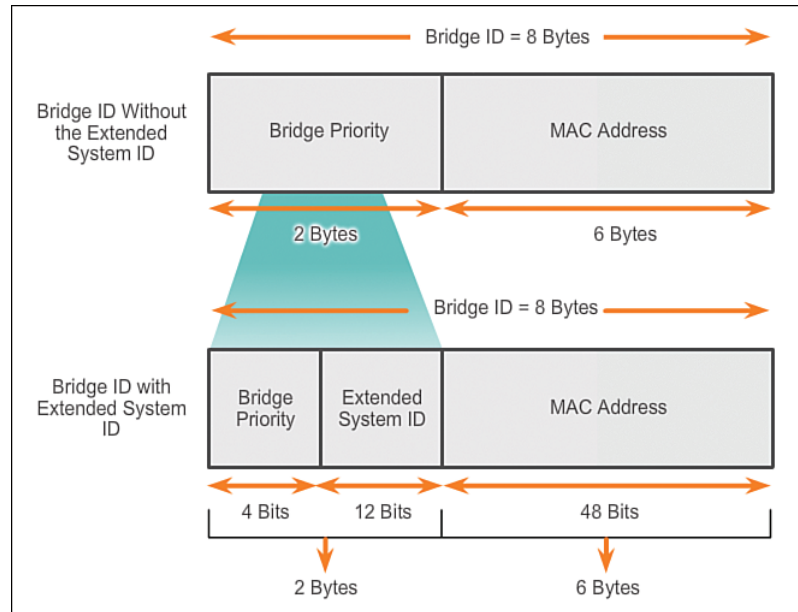 Bridge ID = 8 Bytes
Bridge ID Without
the Extended
System ID
Bridge Priority
MAC Address
2 Bytes
6 Bytes
Bridge ID = 8 Bytes
Bridge ID with
Extended System
ID
Bridge
Priority
Extended
System ID
MAC Address
4 Bits
12 Bits
48 Bits
2 Bytes
6 Bytes